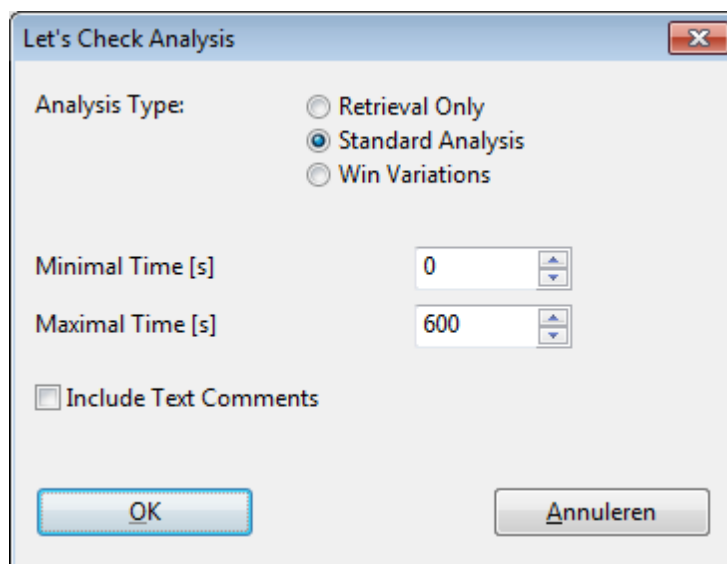 Let's Check Analysis
Analysis Type:
Retrieval Only
Standard Analysis
Win Variations
Minimal Time [s] 0
Maximal Time [s] 600
Include Text Comments
OK Annuleren